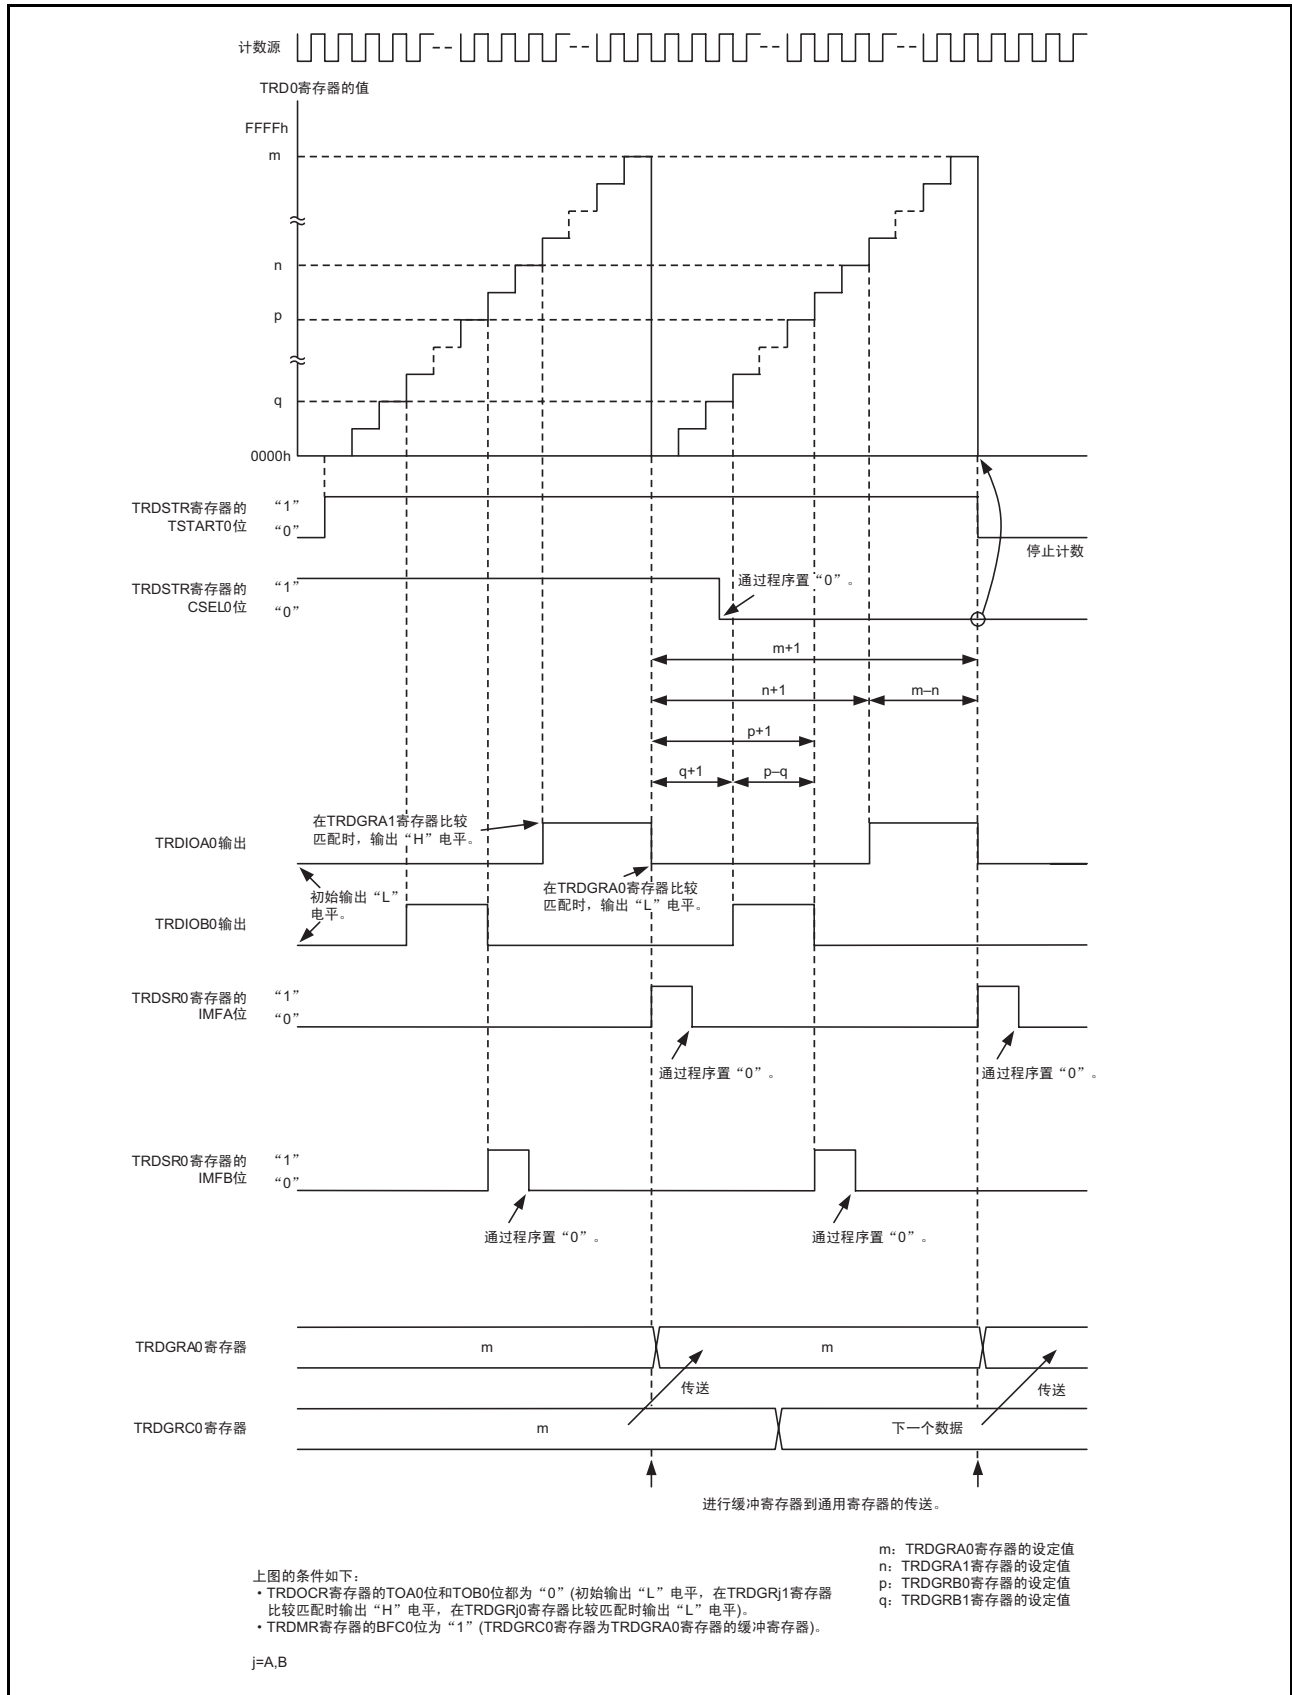 计数源
TRD0寄存器的值
FFFFh
m
n
p
q
0000h
TRDSTR寄存器的
TSTART0位
“1”
“0”
停止计数
TRDSTR寄存器的
CSEL0位
“1”
“0”
通过程序置“0”。
m+1
n+1
m–n
p+1
q+1
p–q
TRDIOA0输出
在TRDGRA1寄存器比较
匹配时，输出“H”电平。
初始输出“L”
电平。
在TRDGRA0寄存器比较
匹配时，输出“L”电平。
TRDIOB0输出
TRDSR0寄存器的
IMFA位
“1”
“0”
通过程序置“0”。
通过程序置“0”。
TRDSR0寄存器的
IMFB位
“1”
“0”
通过程序置“0”。
通过程序置“0”。
TRDGRA0寄存器
m
m
传送
传送
TRDGRC0寄存器
m
下一个数据
进行缓冲寄存器到通用寄存器的传送。
m：TRDGRA0寄存器的设定值
n：TRDGRA1寄存器的设定值
p：TRDGRB0寄存器的设定值
q：TRDGRB1寄存器的设定值
上图的条件如下：
・TRDOCR寄存器的TOA0位和TOB0位都为“0”(初始输出“L”电平，在TRDGRj1寄存器
比较匹配时输出“H”电平，在TRDGRj0寄存器比较匹配时输出“L”电平)。
・TRDMR寄存器的BFC0位为“1”(TRDGRC0寄存器为TRDGRA0寄存器的缓冲寄存器)。
j=A,B